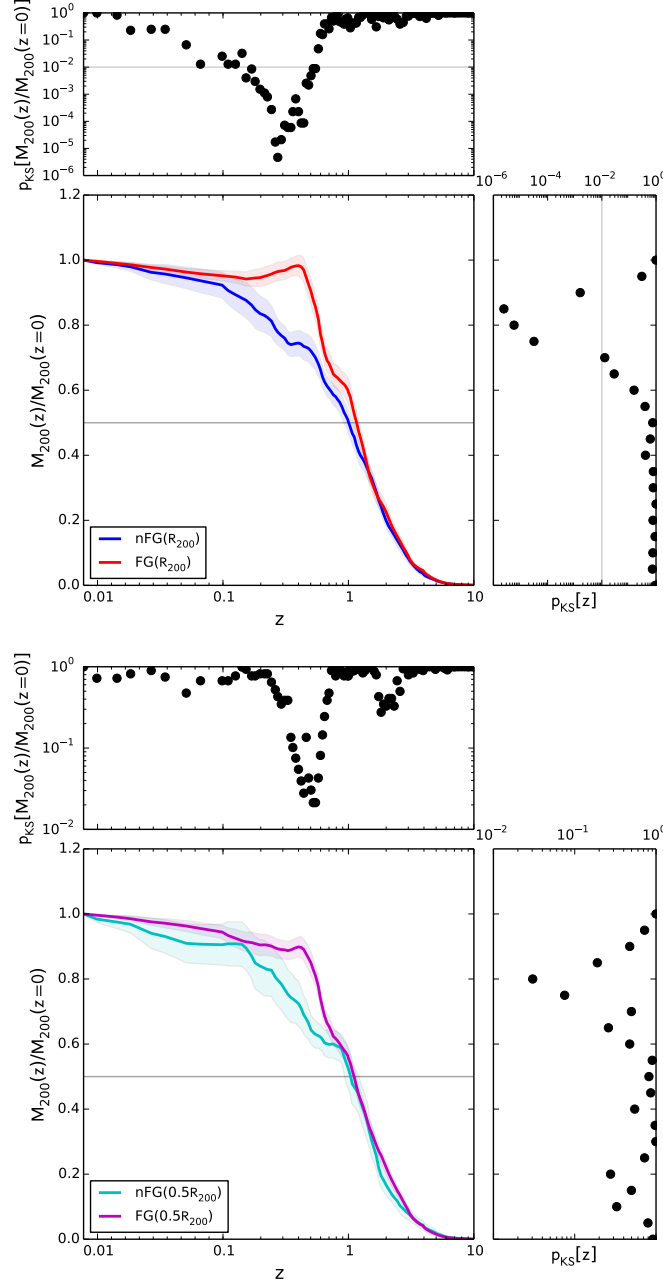 10⁰
10⁻¹
10⁻²
10⁻³
10⁻⁴
10⁻⁵
10⁻⁶
p_KS[M₂₀₀(z)/M₂₀₀(z=0)]
10⁻⁶ 10⁻⁴ 10⁻² 10⁰
1.2
1.0
0.8
0.6
0.4
0.2
0.0
M₂₀₀(z)/M₂₀₀(z=0)
nFG(R₂₀₀)
FG(R₂₀₀)
0.01 0.1 1 10
z
p_KS[z]
10⁰
10⁻¹
10⁻²
p_KS[M₂₀₀(z)/M₂₀₀(z=0)]
10⁻² 10⁻¹ 10⁰
1.2
1.0
0.8
0.6
0.4
0.2
0.0
M₂₀₀(z)/M₂₀₀(z=0)
nFG(0.5R₂₀₀)
FG(0.5R₂₀₀)
0.01 0.1 1 10
z
p_KS[z]